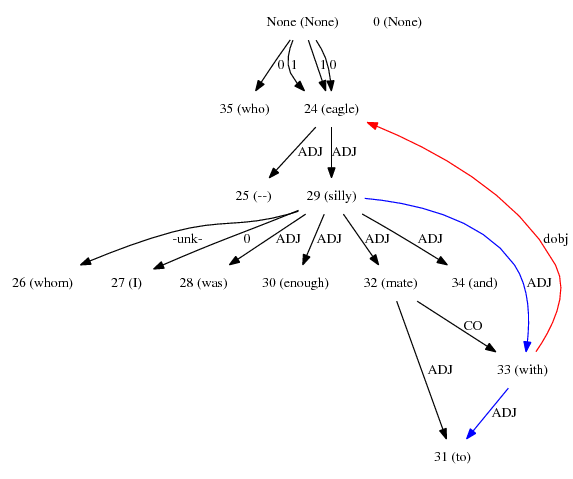 None (None) 0 (None)
0 1 1 0
35 (who) 24 (eagle)
ADJ ADJ
25 (--) 29 (silly)
-unk- 0 ADJ ADJ ADJ ADJ dobj
26 (whom) 27 (I) 28 (was) 30 (enough) 32 (mate) 34 (and) ADJ
CO
ADJ 33 (with)
ADJ
31 (to)